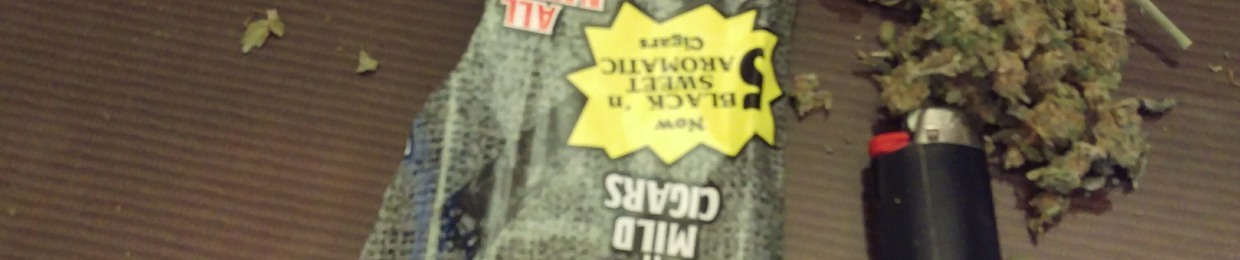 MILD
CIGARS
Now
5
BLACK 'n
SWEET
AROMATIC
Cigars
ALL